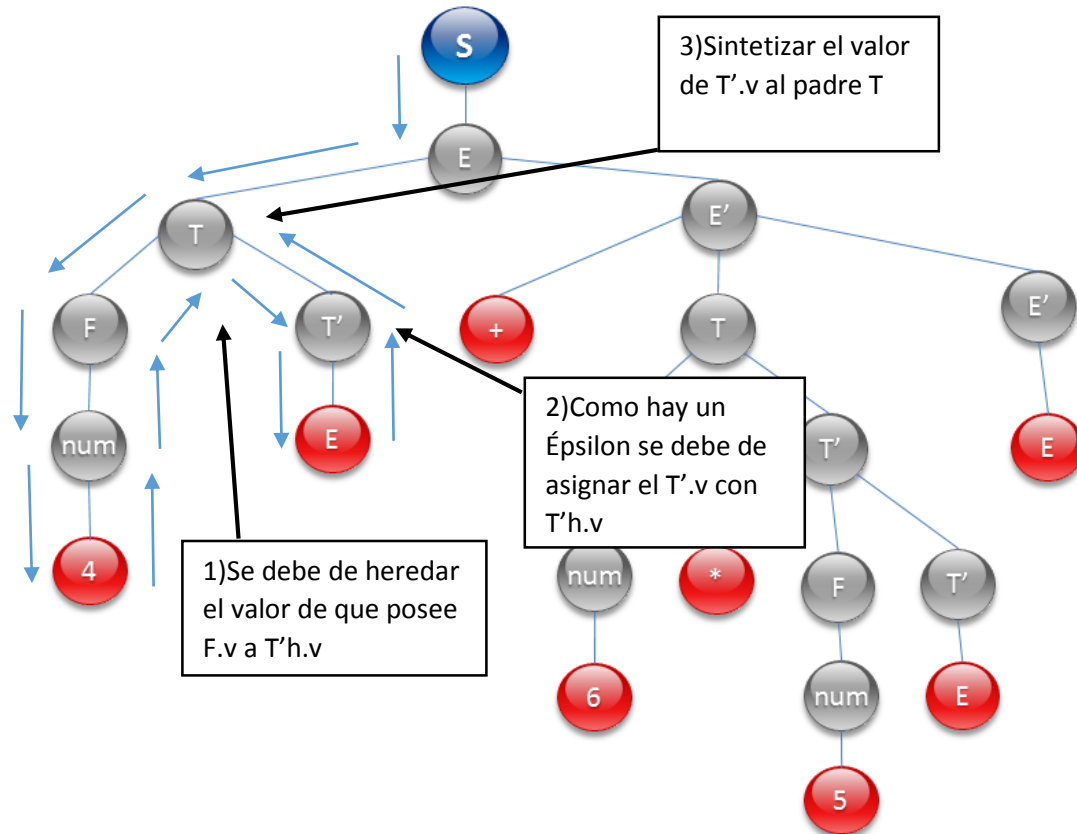 S
3)Sintetizar el valor
de T’.v al padre T
E
T
E’
F
T’
+
T
E’
num
E
2)Como hay un
Épsilon se debe de
asignar el T’.v con
T’h.v
T’
E
4
1)Se debe de heredar
el valor de que posee
F.v a T’h.v
num
*
F
T’
6
num
E
5